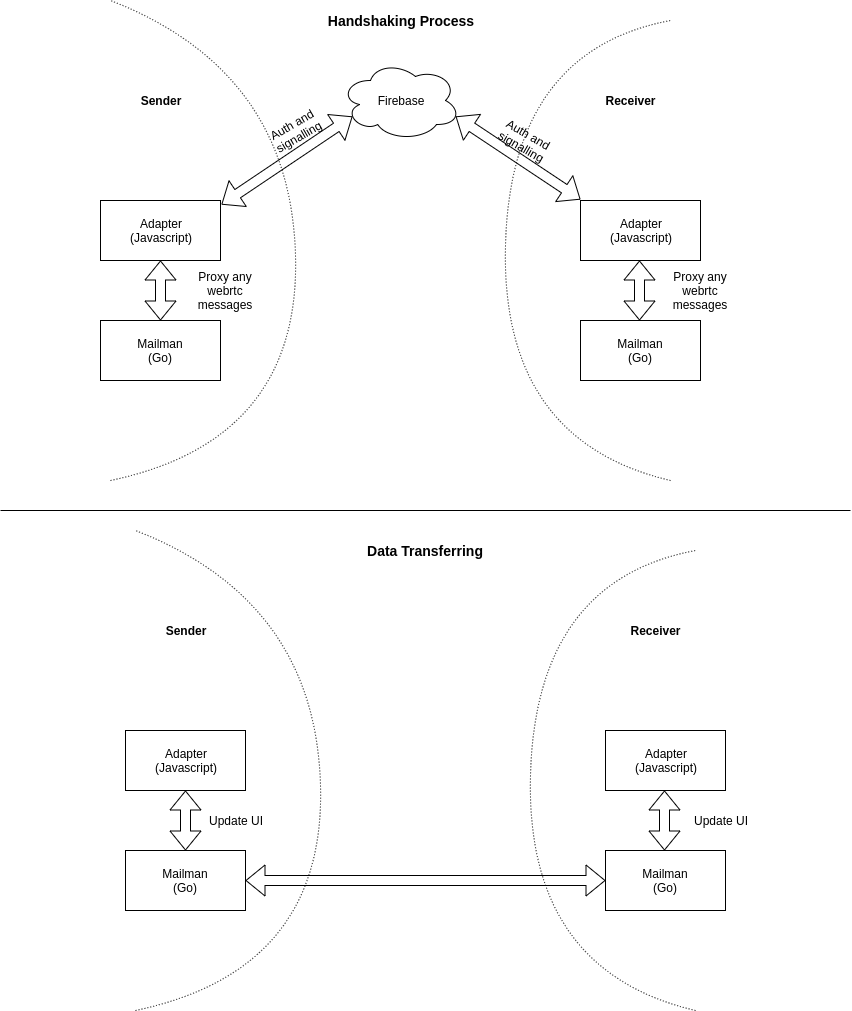 Handshaking Process
Sender
Firebase
Receiver
Auth and
signalling
Auth and
signalling
Adapter
(Javascript)
Adapter
(Javascript)
Proxy any
webrtc
messages
Proxy any
webrtc
messages
Mailman
(Go)
Mailman
(Go)
Data Transferring
Sender
Receiver
Adapter
(Javascript)
Adapter
(Javascript)
Update UI
Update UI
Mailman
(Go)
Mailman
(Go)